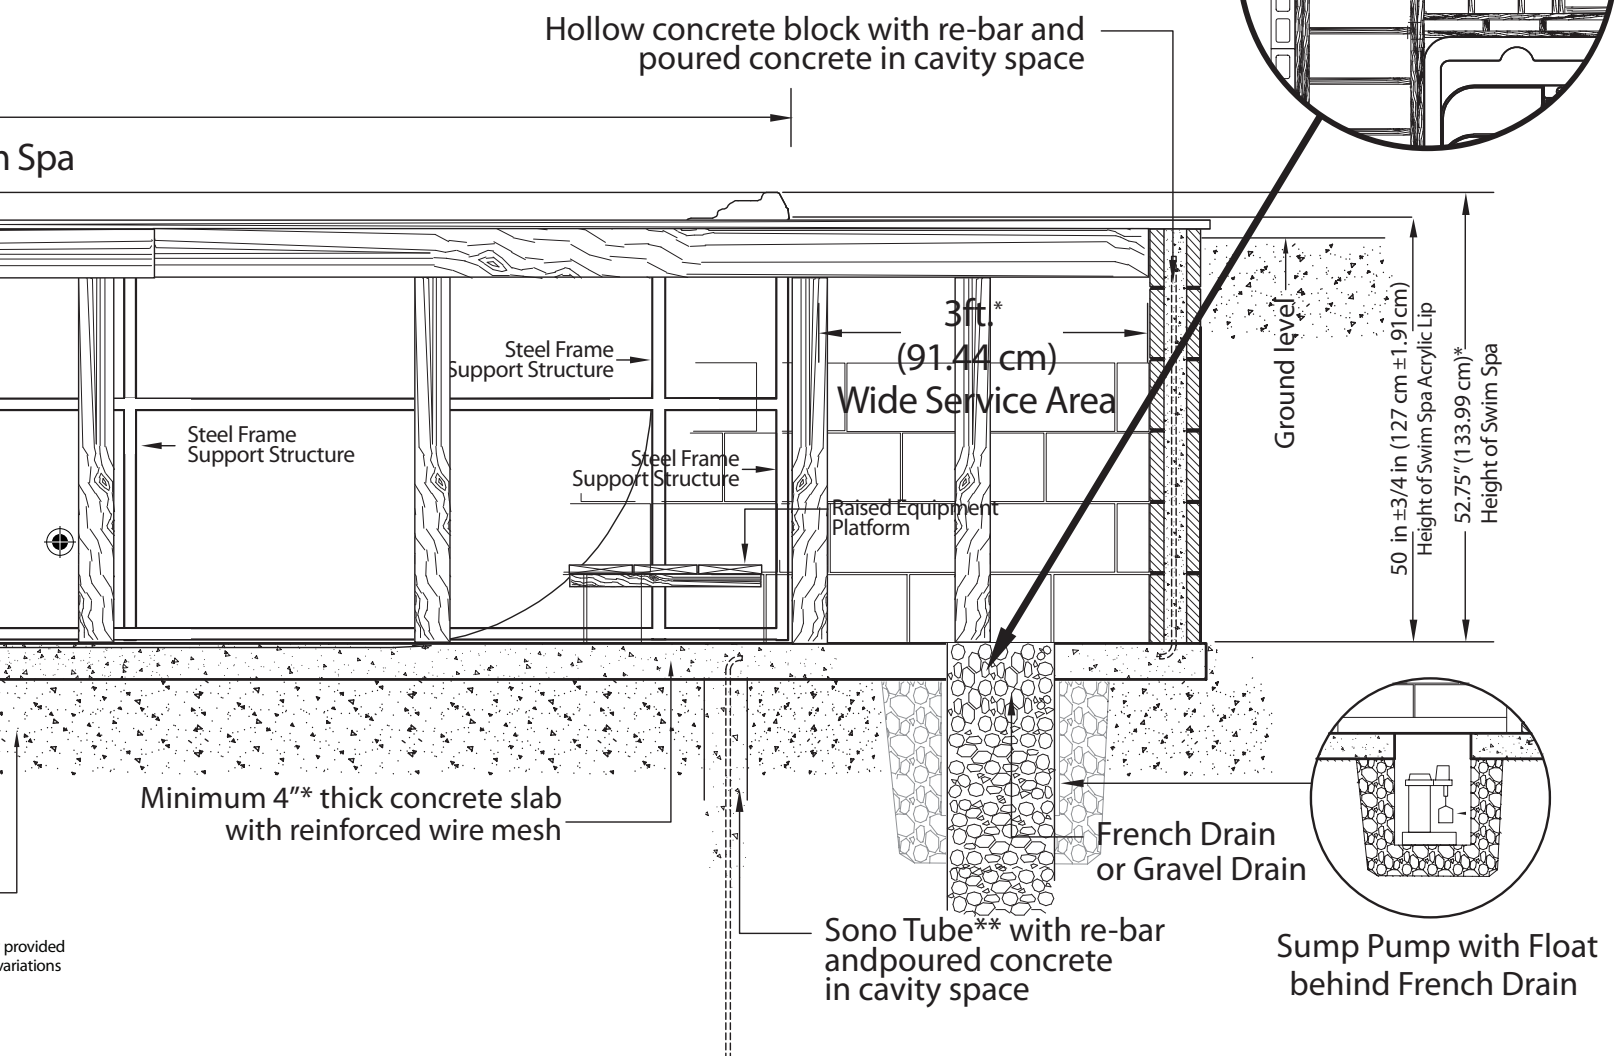 Hollow concrete block with re-bar and
poured concrete in cavity space
Spa
3ft.*
(91.44 cm)
Wide Service Area
Steel Frame
Support Structure
Steel Frame
Support Structure
Steel Frame
Support Structure
Raised Equipment
Platform
Ground level
50 in ±3/4 in (127 cm ±1.91cm)
Height of Swim Spa Acrylic Lip
52.75” (133.99 cm)*
Height of Swim Spa
Minimum 4”* thick concrete slab
with reinforced wire mesh
French Drain
or Gravel Drain
Sono Tube** with re-bar
andpoured concrete
in cavity space
Sump Pump with Float
behind French Drain
provided
variations